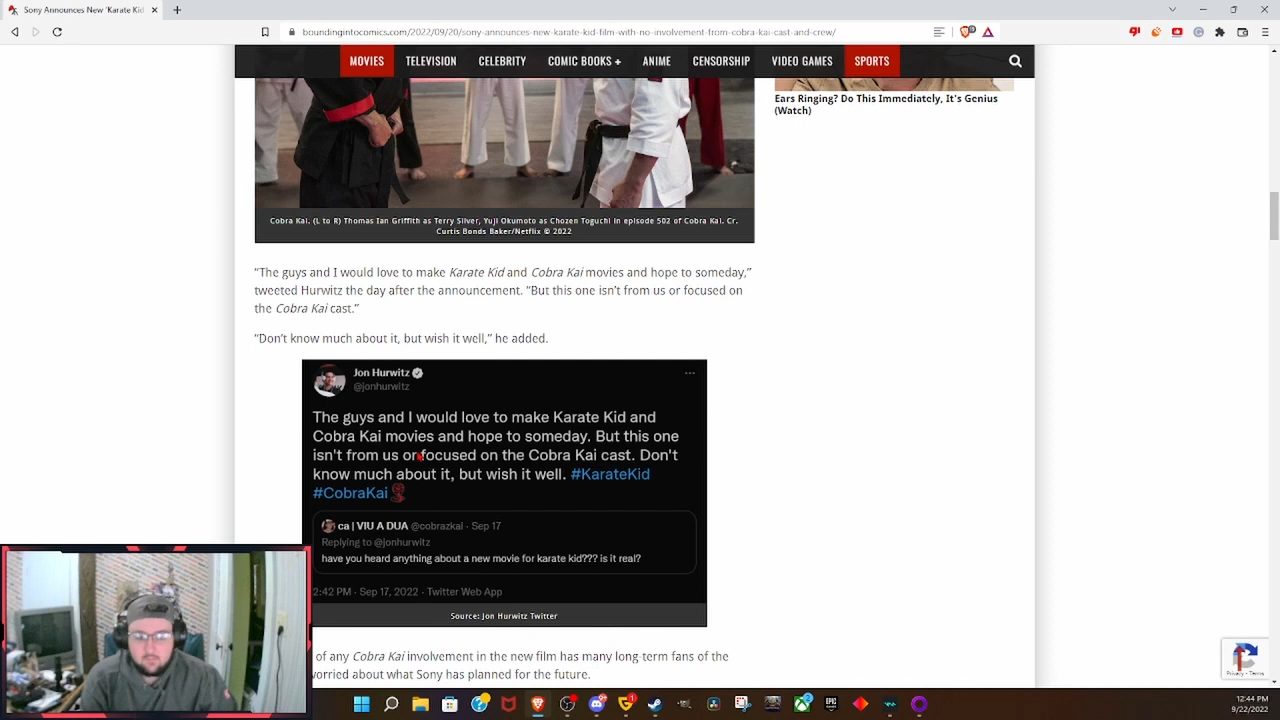 Sony Announces New 'Karate Kid
boundingintocomics.com/2022/09/20/sony-announces-new-karate-kid-film-with-no-involvement-from-cobra-kai-cast-and-crew/
MOVIES TELEVISION CELEBRITY COMIC BOOKS + ANIME CENSORSHIP VIDEO GAMES SPORTS
Ears Ringing? Do This Immediately, It's Genius
(Watch)
Cobra Kai. (L to R) Thomas Ian Griffith as Terry Silver, Yuji Okumoto as Chozen Toguchi in episode 502 of Cobra Kai. Cr.
Curtis Bonds Baker/Netflix © 2022
“The guys and I would love to make Karate Kid and Cobra Kai movies and hope to someday,”
tweeted Hurwitz the day after the announcement. “But this one isn’t from us or focused on
the Cobra Kai cast.”
“Don’t know much about it, but wish it well,” he added.
Jon Hurwitz
@jonhurwitz
The guys and I would love to make Karate Kid and
Cobra Kai movies and hope to someday. But this one
isn't from us or focused on the Cobra Kai cast. Don't
know much about it, but wish it well. #KarateKid
#CobraKai
ca | VIU A DUA @cobrazkai · Sep 17
Replying to @jonhurwitz
have you heard anything about a new movie for karate kid??? is it real?
2:42 PM · Sep 17, 2022 · Twitter Web App
Source: Jon Hurwitz Twitter
of any Cobra Kai involvement in the new film has many long-term fans of the
worried about what Sony has planned for the future.
Privacy - Terms
12:44 PM
9/22/2022